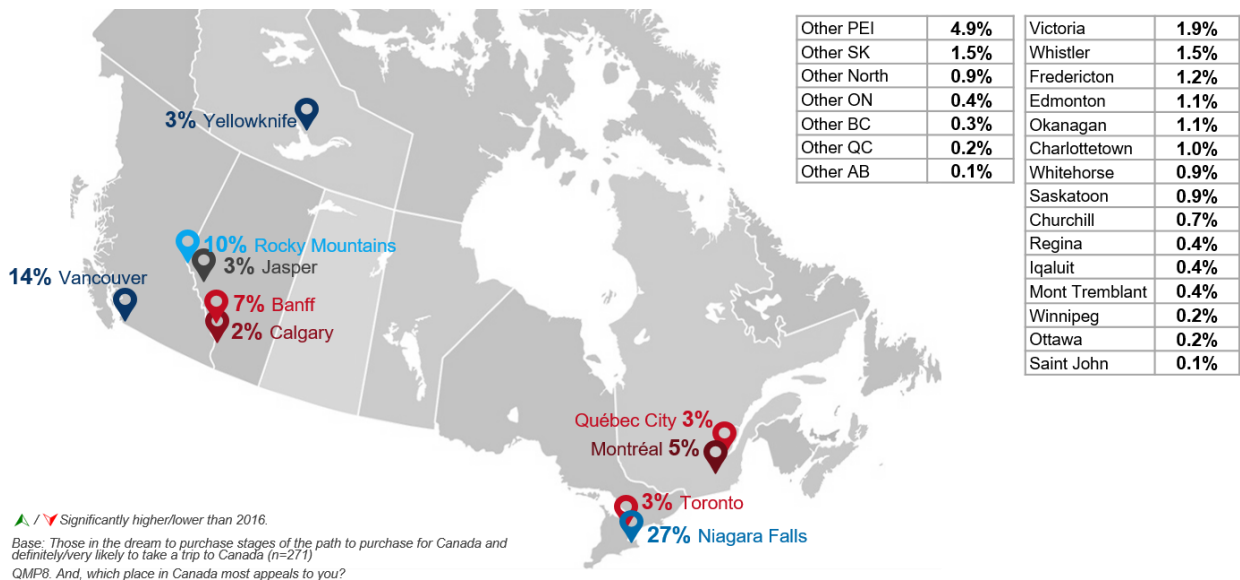 3% Yellowknife
10% Rocky Mountains
3% Jasper
14% Vancouver
7% Banff
2% Calgary
Québec City 3%
Montréal 5%
3% Toronto
27% Niagara Falls
Other PEI 4.9%
Other SK 1.5%
Other North 0.9%
Other ON 0.4%
Other BC 0.3%
Other QC 0.2%
Other AB 0.1%
Victoria 1.9%
Whistler 1.5%
Fredericton 1.2%
Edmonton 1.1%
Okanagan 1.1%
Charlottetown 1.0%
Whitehorse 0.9%
Saskatoon 0.9%
Churchill 0.7%
Regina 0.4%
Iqaluit 0.4%
Mont Tremblant 0.4%
Winnipeg 0.2%
Ottawa 0.2%
Saint John 0.1%
/ Significantly higher/lower than 2016.
Base: Those in the dream to purchase stages of the path to purchase for Canada and
definitely/very likely to take a trip to Canada (n=271)
QMP8. And, which place in Canada most appeals to you?